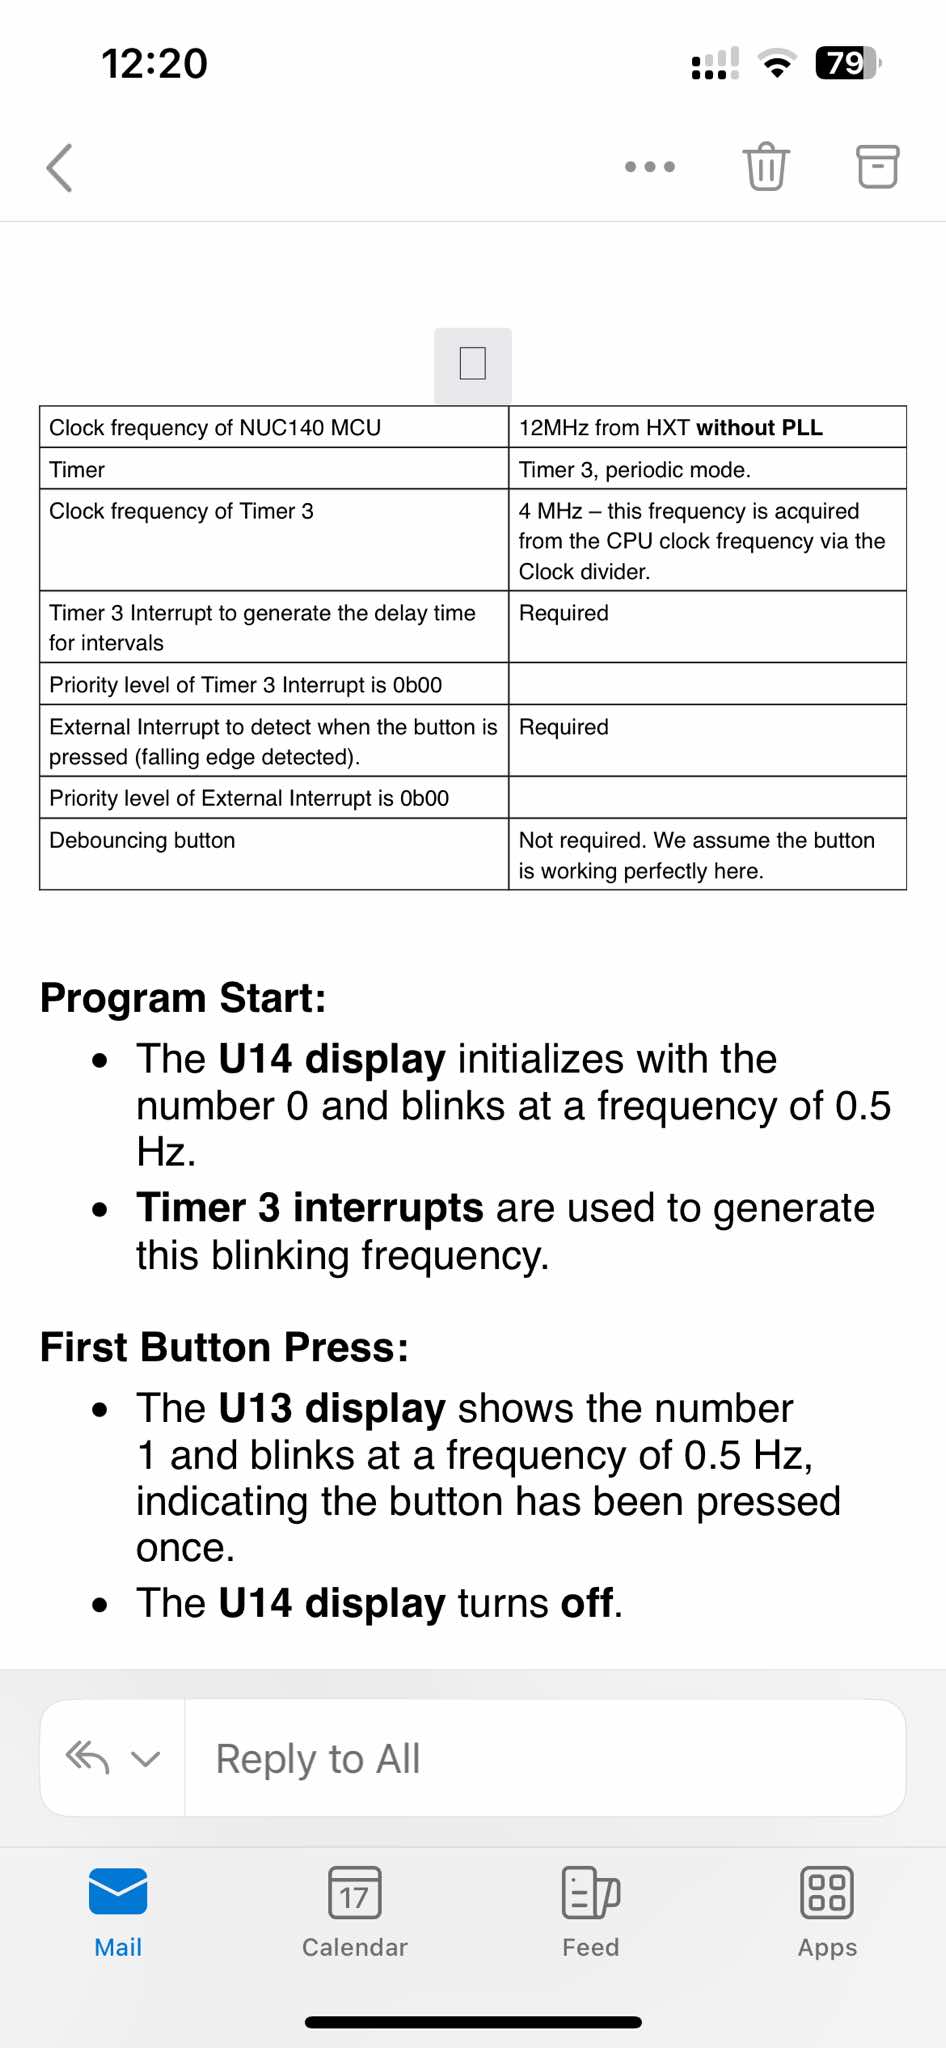 12:20
79
Clock frequency of NUC140 MCU
12MHz from HXT without PLL
Timer
Timer 3, periodic mode.
Clock frequency of Timer 3
4 MHz – this frequency is acquired
from the CPU clock frequency via the
Clock divider.
Timer 3 Interrupt to generate the delay time
for intervals
Required
Priority level of Timer 3 Interrupt is 0b00
External Interrupt to detect when the button is
pressed (falling edge detected).
Required
Priority level of External Interrupt is 0b00
Debouncing button
Not required. We assume the button
is working perfectly here.
Program Start:
• The U14 display initializes with the
number 0 and blinks at a frequency of 0.5
Hz.
• Timer 3 interrupts are used to generate
this blinking frequency.
First Button Press:
• The U13 display shows the number
1 and blinks at a frequency of 0.5 Hz,
indicating the button has been pressed
once.
• The U14 display turns off.
Reply to All
17
Mail
Calendar
Feed
Apps